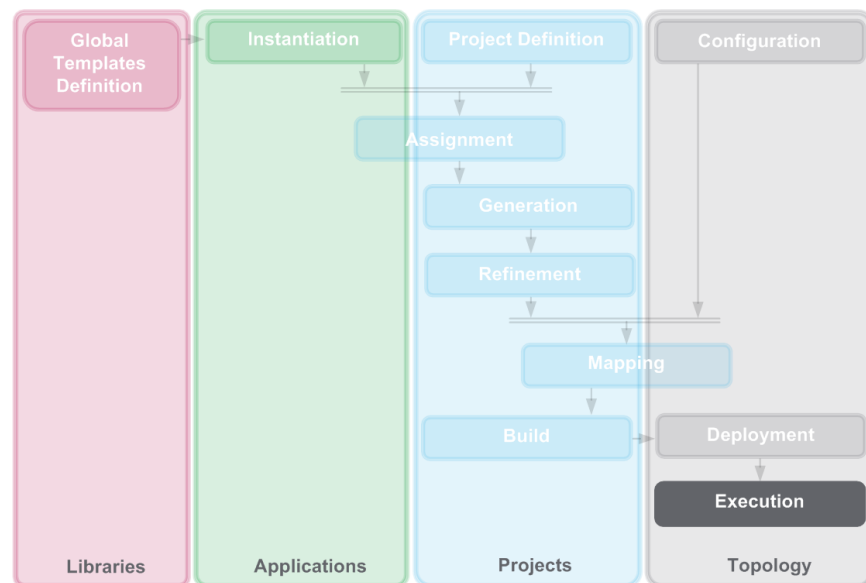 Global
Templates
Definition
Instantiation
Project Definition
Configuration
Assignment
Generation
Refinement
Mapping
Build
Deployment
Execution
Libraries
Applications
Projects
Topology